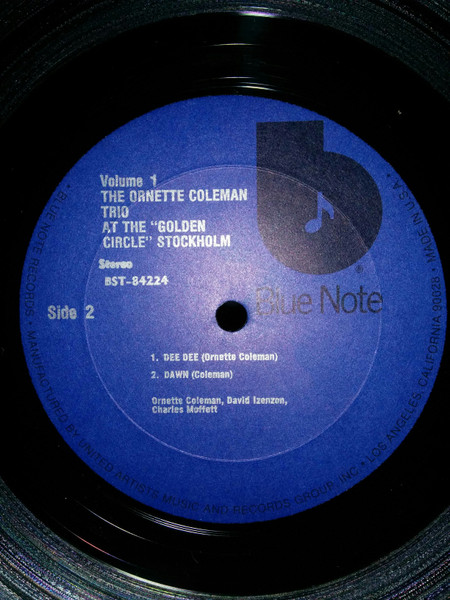 Volume 1
THE ORNETTE COLEMAN
TRIO
AT THE "GOLDEN
CIRCLE" STOCKHOLM
Stereo
BST-84224
®
Blue Note
Side 2
1. DEE DEE (Ornette Coleman)
2. DAWN (Coleman)
Ornette Coleman, David Izenzon,
Charles Moffett
• BLUE NOTE RECORDS • MANUFACTURED BY UNITED ARTISTS MUSIC AND RECORDS GROUP, INC. • LOS ANGELES, CALIFORNIA 90028 • MADE IN U.S.A.